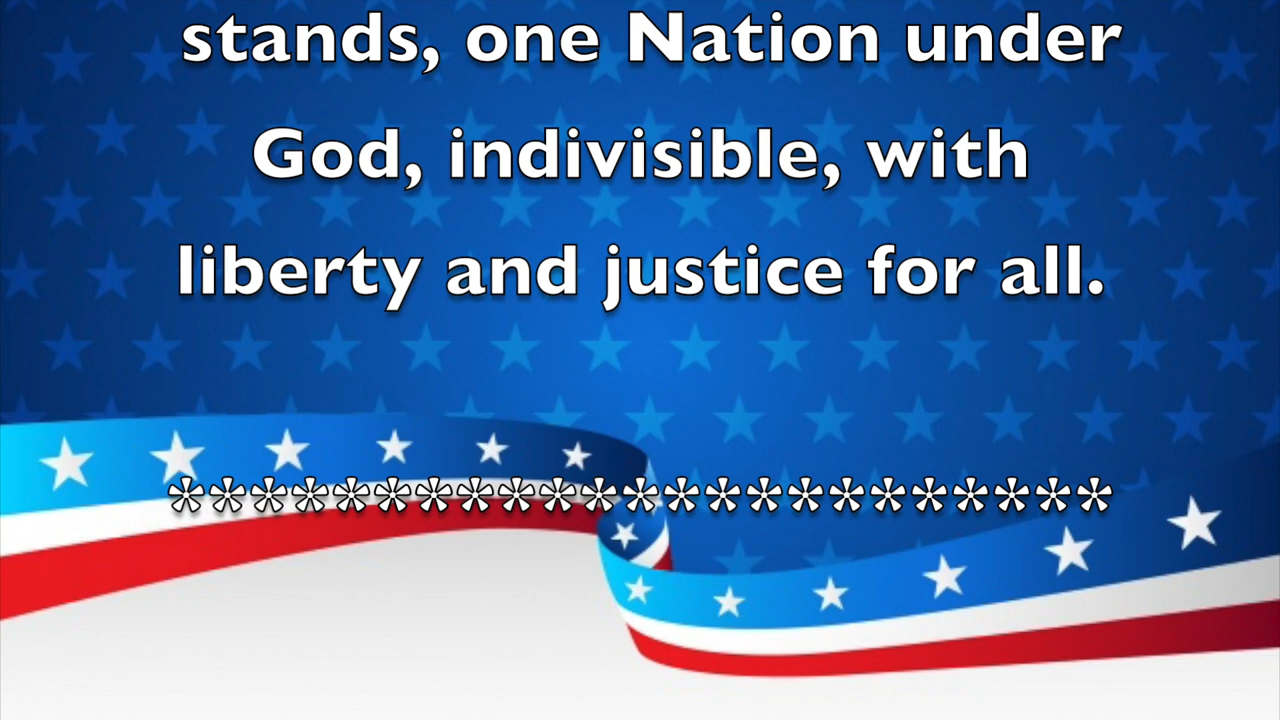 stands, one Nation under
God, indivisible, with
liberty and justice for all.
***********************